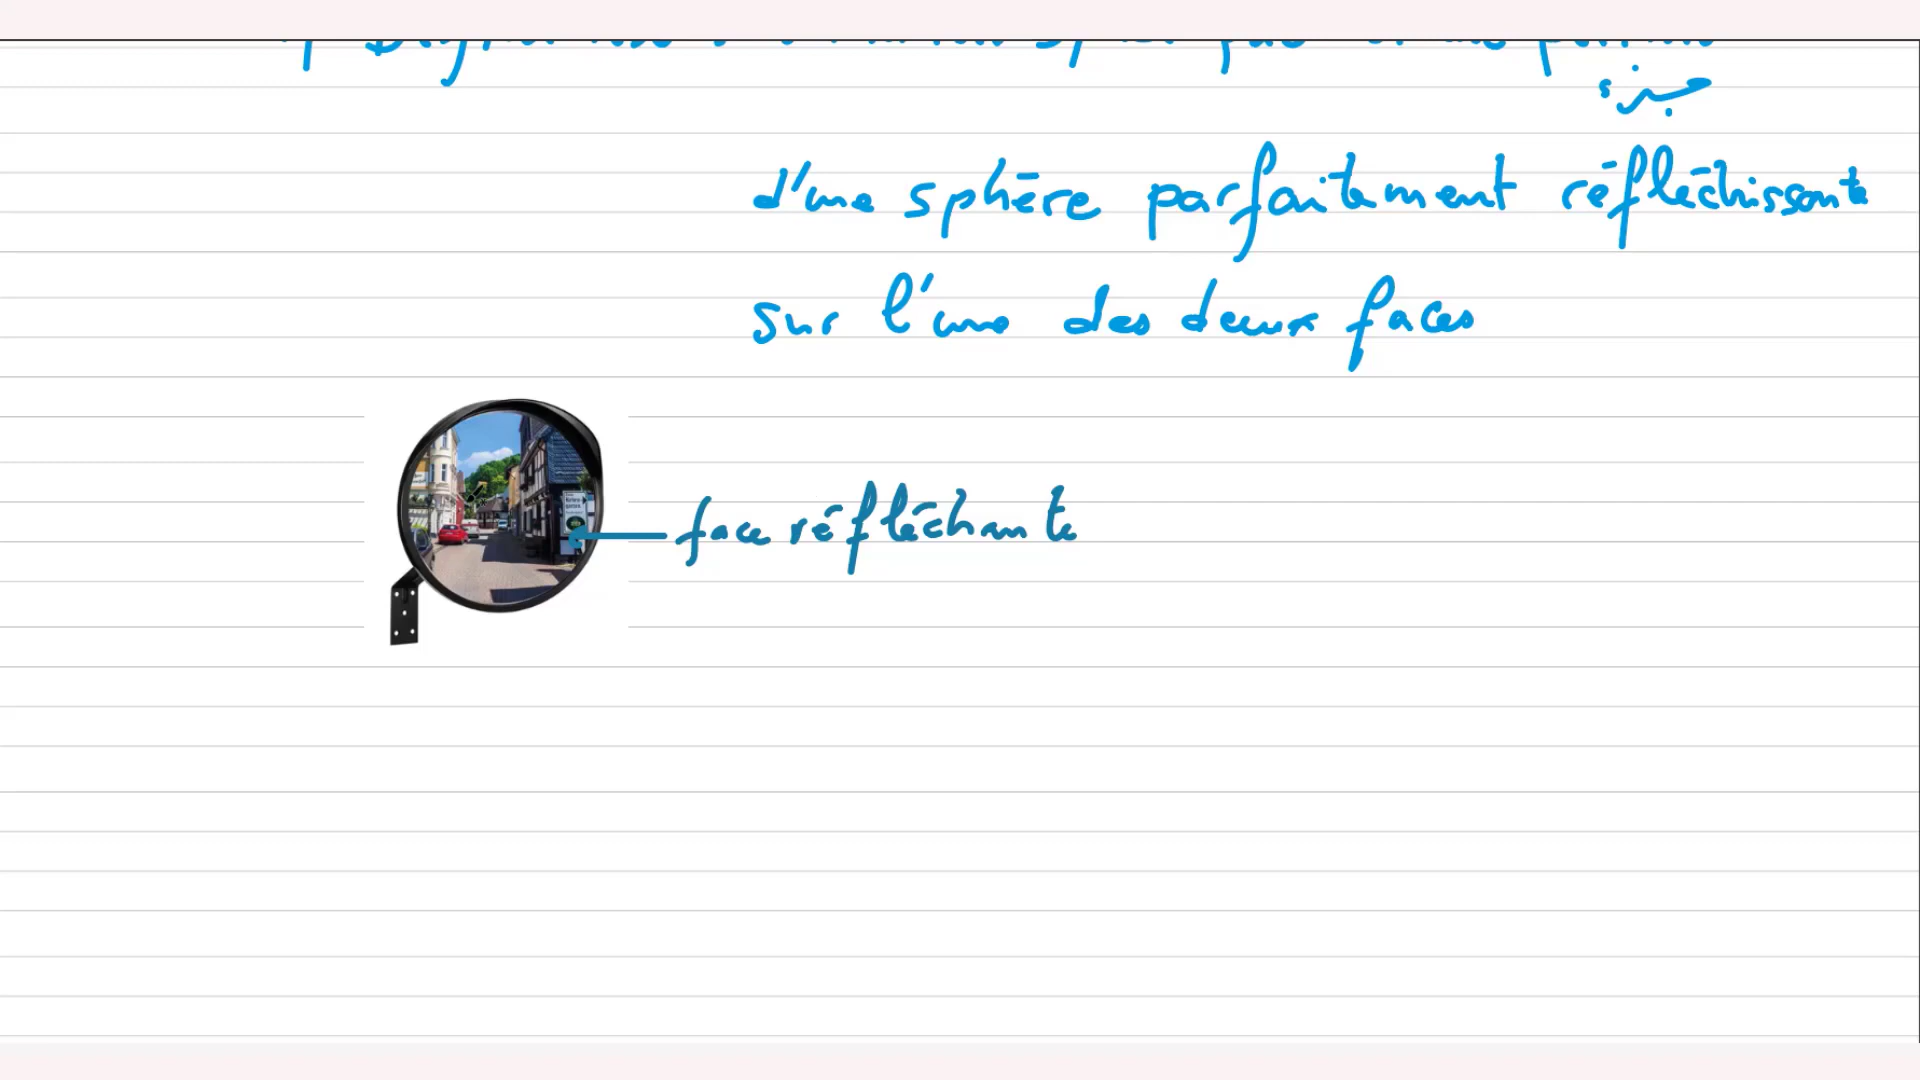 جزء
d'une sphère parfaitement réfléchissante
sur l'une des deux faces
face réfléchante